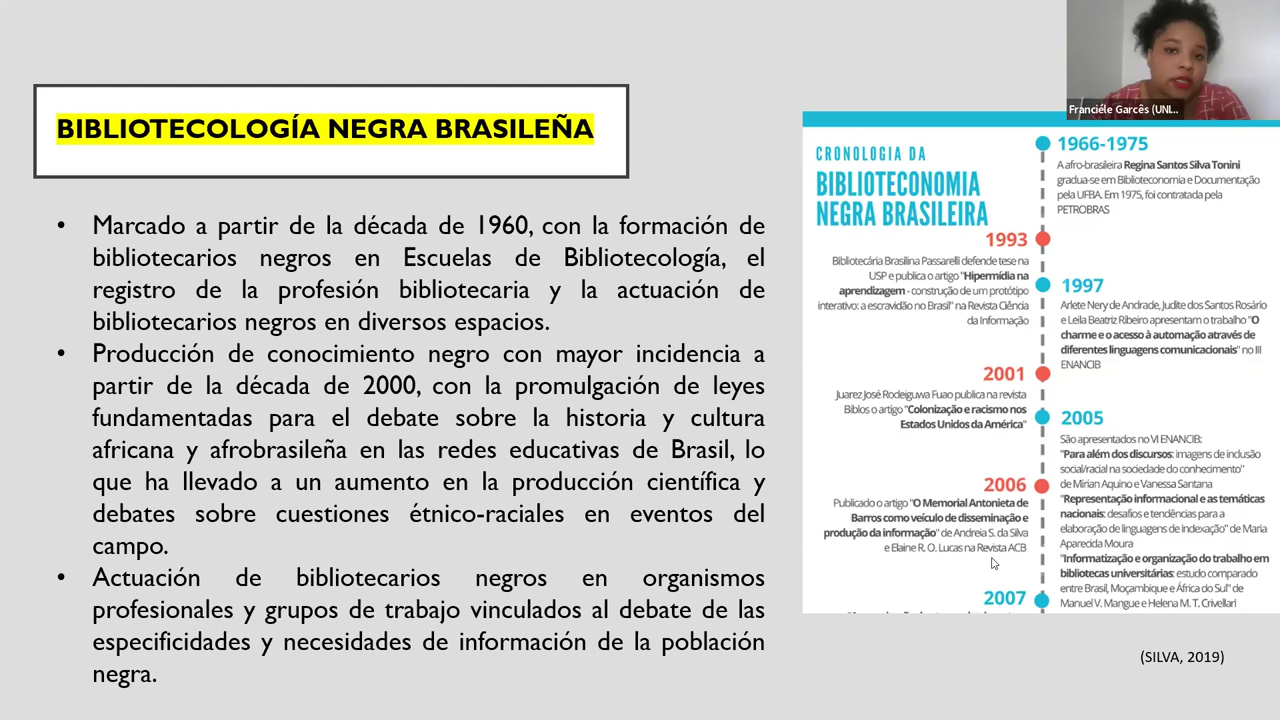 BIBLIOTECOLOGÍA NEGRA BRASILEÑA
• Marcado a partir de la década de 1960, con la formación de
bibliotecarios negros en Escuelas de Bibliotecología, el
registro de la profesión bibliotecaria y la actuación de
bibliotecarios negros en diversos espacios.
• Producción de conocimiento negro con mayor incidencia a
partir de la década de 2000, con la promulgación de leyes
fundamentadas para el debate sobre la historia y cultura
africana y afrobrasileña en las redes educativas de Brasil, lo
que ha llevado a un aumento en la producción científica y
debates sobre cuestiones étnico-raciales en eventos del
campo.
• Actuación de bibliotecarios negros en organismos
profesionales y grupos de trabajo vinculados al debate de las
especificidades y necesidades de información de la población
negra.
Franciéle Garcês (UNI...
CRONOLOGIA DA
BIBLIOTECONOMIA
NEGRA BRASILEIRA
1966-1975
A afro-brasileira Regina Santos Silva Tonini
gradua-se em Biblioteconomia e Documentação
pela UFBA. Em 1975, foi contratada pela
PETROBRAS
1993
Bibliotecária Brasilina Passarelli defende tese na
USP e publica o artigo "Hipermídia na
aprendizagem - construção de um protótipo
interativo: a escravidão no Brasil" na Revista Ciência
da Informação
1997
Arlete Nery de Andrade, Judite dos Santos Rosário
e Leila Beatriz Ribeiro apresentam o trabalho "O
charme e o acesso à automação através de
diferentes linguagens comunicacionais" no III
ENANCIB
2001
Juarez José Rodeiguwa Fuao publica na revista
Biblos o artigo "Colonização e racismo nos
Estados Unidos da América"
2005
São apresentados no VI ENANCIB:
"Para além dos discursos: imagens de inclusão
social/racial na sociedade do conhecimento"
de Mirian Aquino e Vanessa Santana
"Representação informacional e as temáticas
nacionais: desafios e tendências para a
elaboração de linguagens de indexação" de Maria
Aparecida Moura
"Informatização e organização do trabalho em
bibliotecas universitárias: estudo comparado
entre Brasil, Moçambique e África do Sul" de
Manuel V. Mangue e Helena M. T. Crivellari
2006
Publicado o artigo "O Memorial Antonieta de
Barros como veículo de disseminação e
produção da informação" de Andreia S. da Silva
e Elaine R. O. Lucas na Revista ACB
2007
(SILVA, 2019)